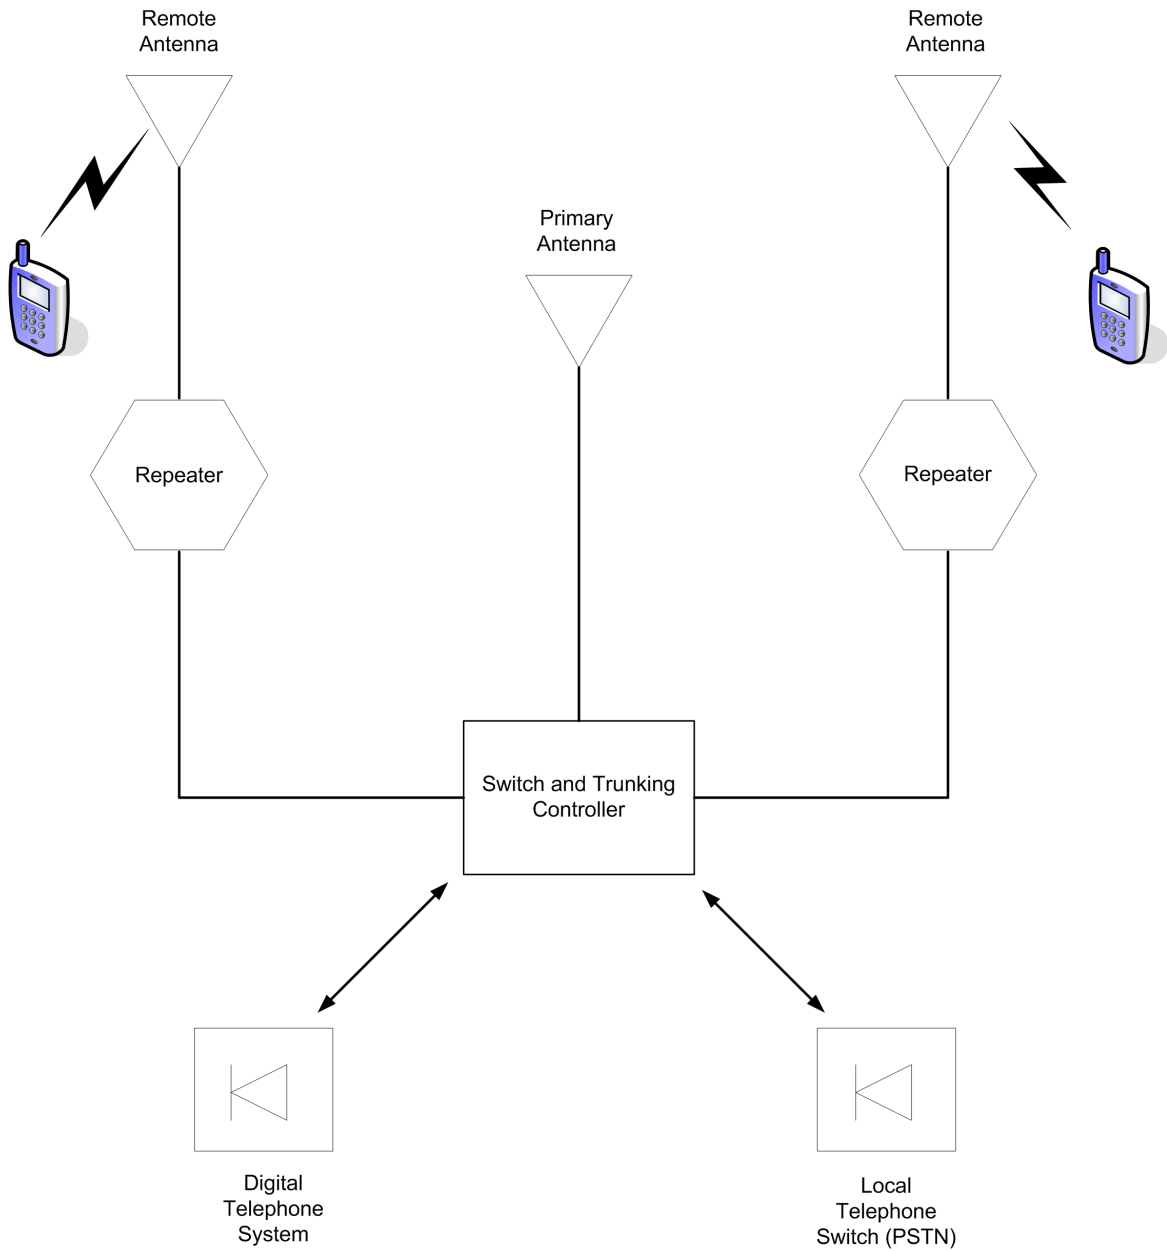 Remote
Antenna
Remote
Antenna
Primary
Antenna
Repeater
Repeater
Switch and Trunking
Controller
Digital
Telephone
System
Local
Telephone
Switch (PSTN)